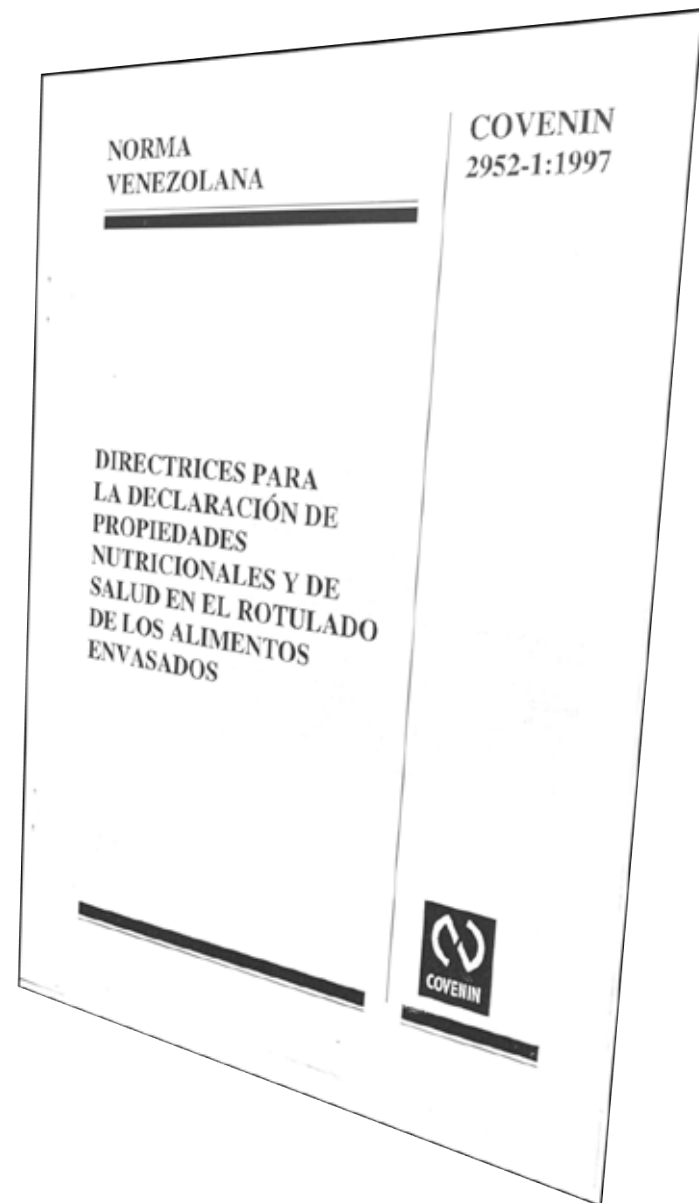 NORMA
VENEZOLANA
COVENIN
2952-1:1997
DIRECTRICES PARA
LA DECLARACIÓN DE
PROPIEDADES
NUTRICIONALES Y DE
SALUD EN EL ROTULADO
DE LOS ALIMENTOS
ENVASADOS
COVENIN